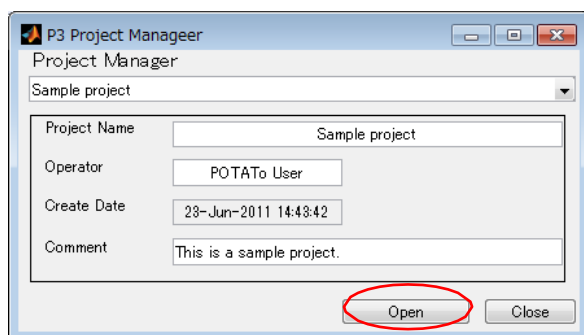 P3 Project Manageer
Project Manager
Sample project
Project Name Sample project
Operator POTATo User
Create Date 23-Jun-2011 14:43:42
Comment This is a sample project.
Open Close